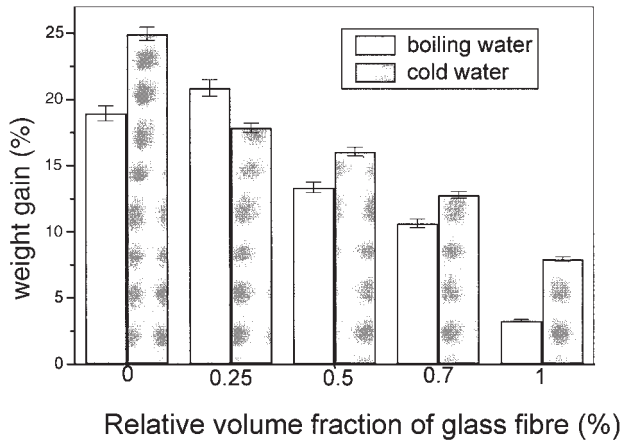 25
20
15
10
5
0
weight gain (%)
boiling water
cold water
0 0.25 0.5 0.7 1
Relative volume fraction of glass fibre (%)